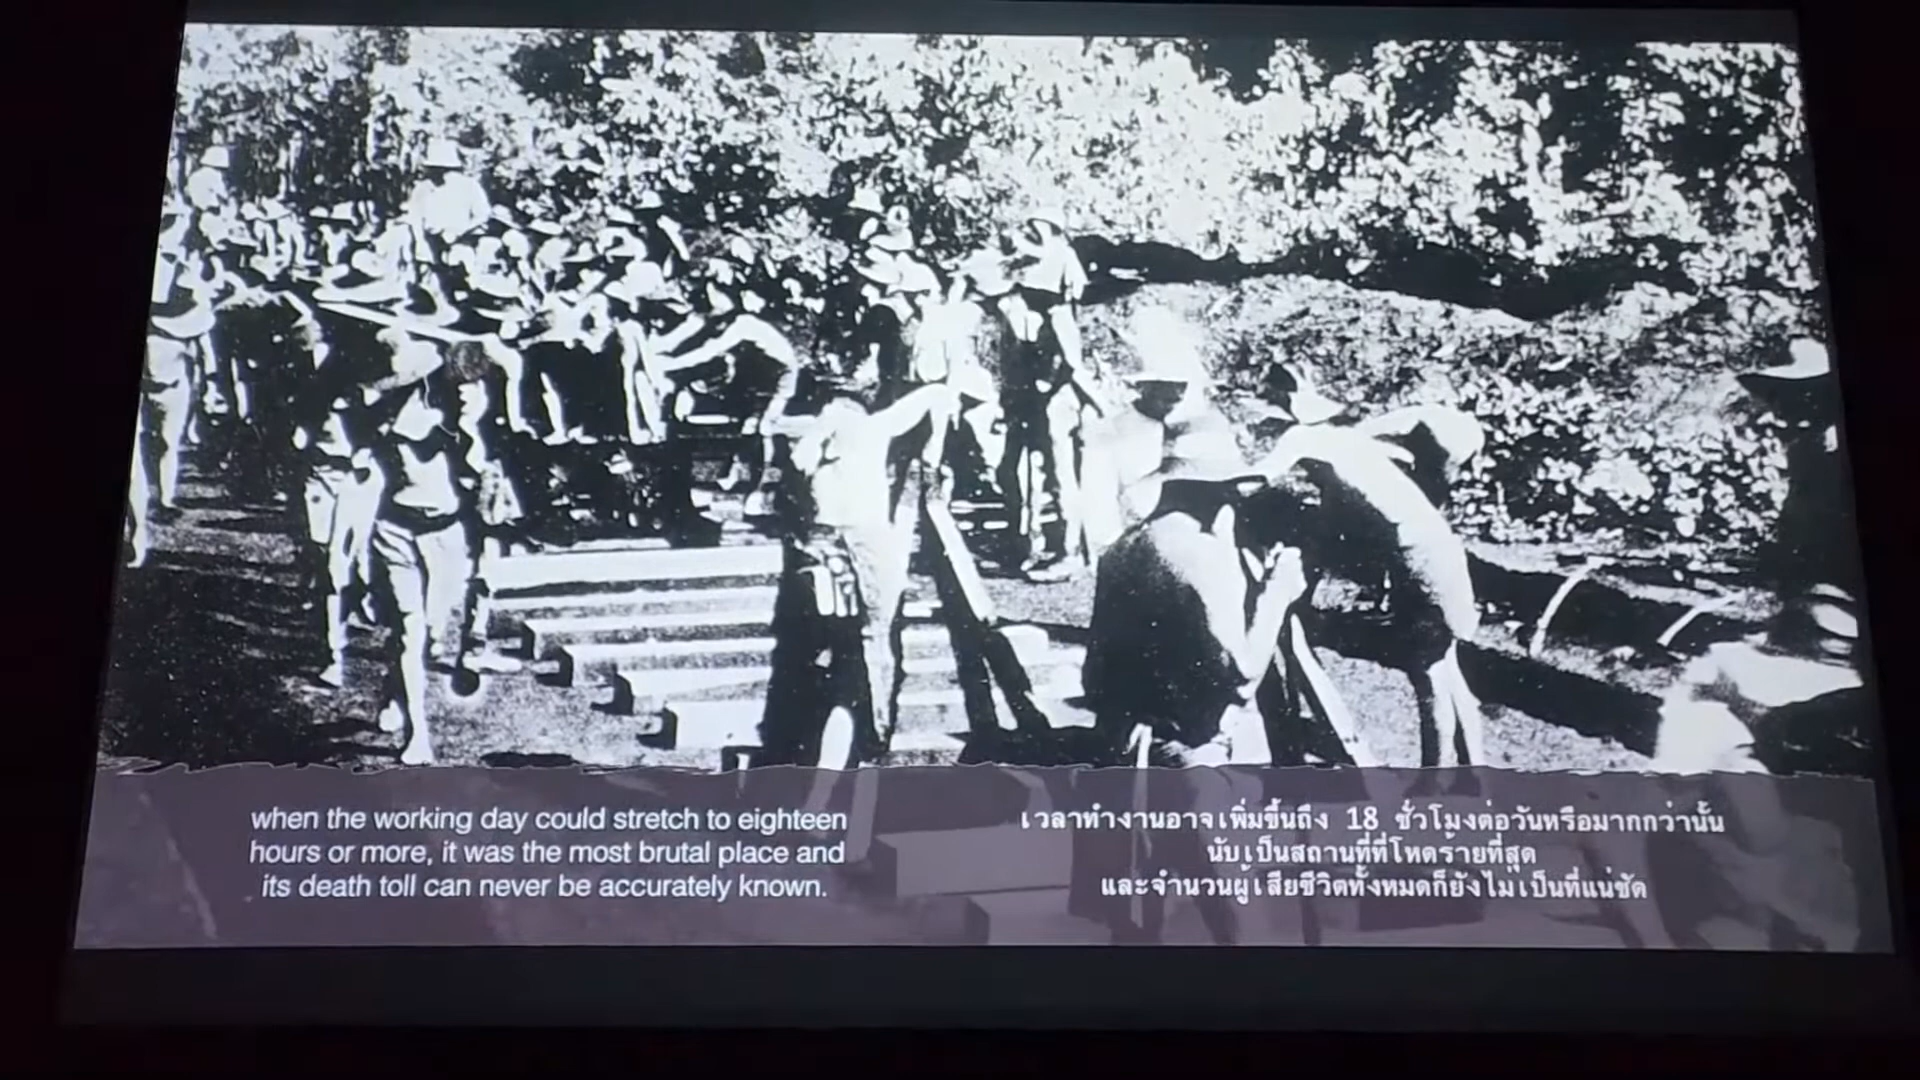 when the working day could stretch to eighteen
hours or more, it was the most brutal place and
its death toll can never be accurately known.
เวลาทำงานอาจเพิ่มขึ้นถึง 18 ชั่วโมงต่อวันหรือมากกว่านั้น
นับเป็นสถานที่ที่โหดร้ายที่สุด
และจำนวนผู้เสียชีวิตทั้งหมดก็ยังไม่เป็นที่แน่ชัด